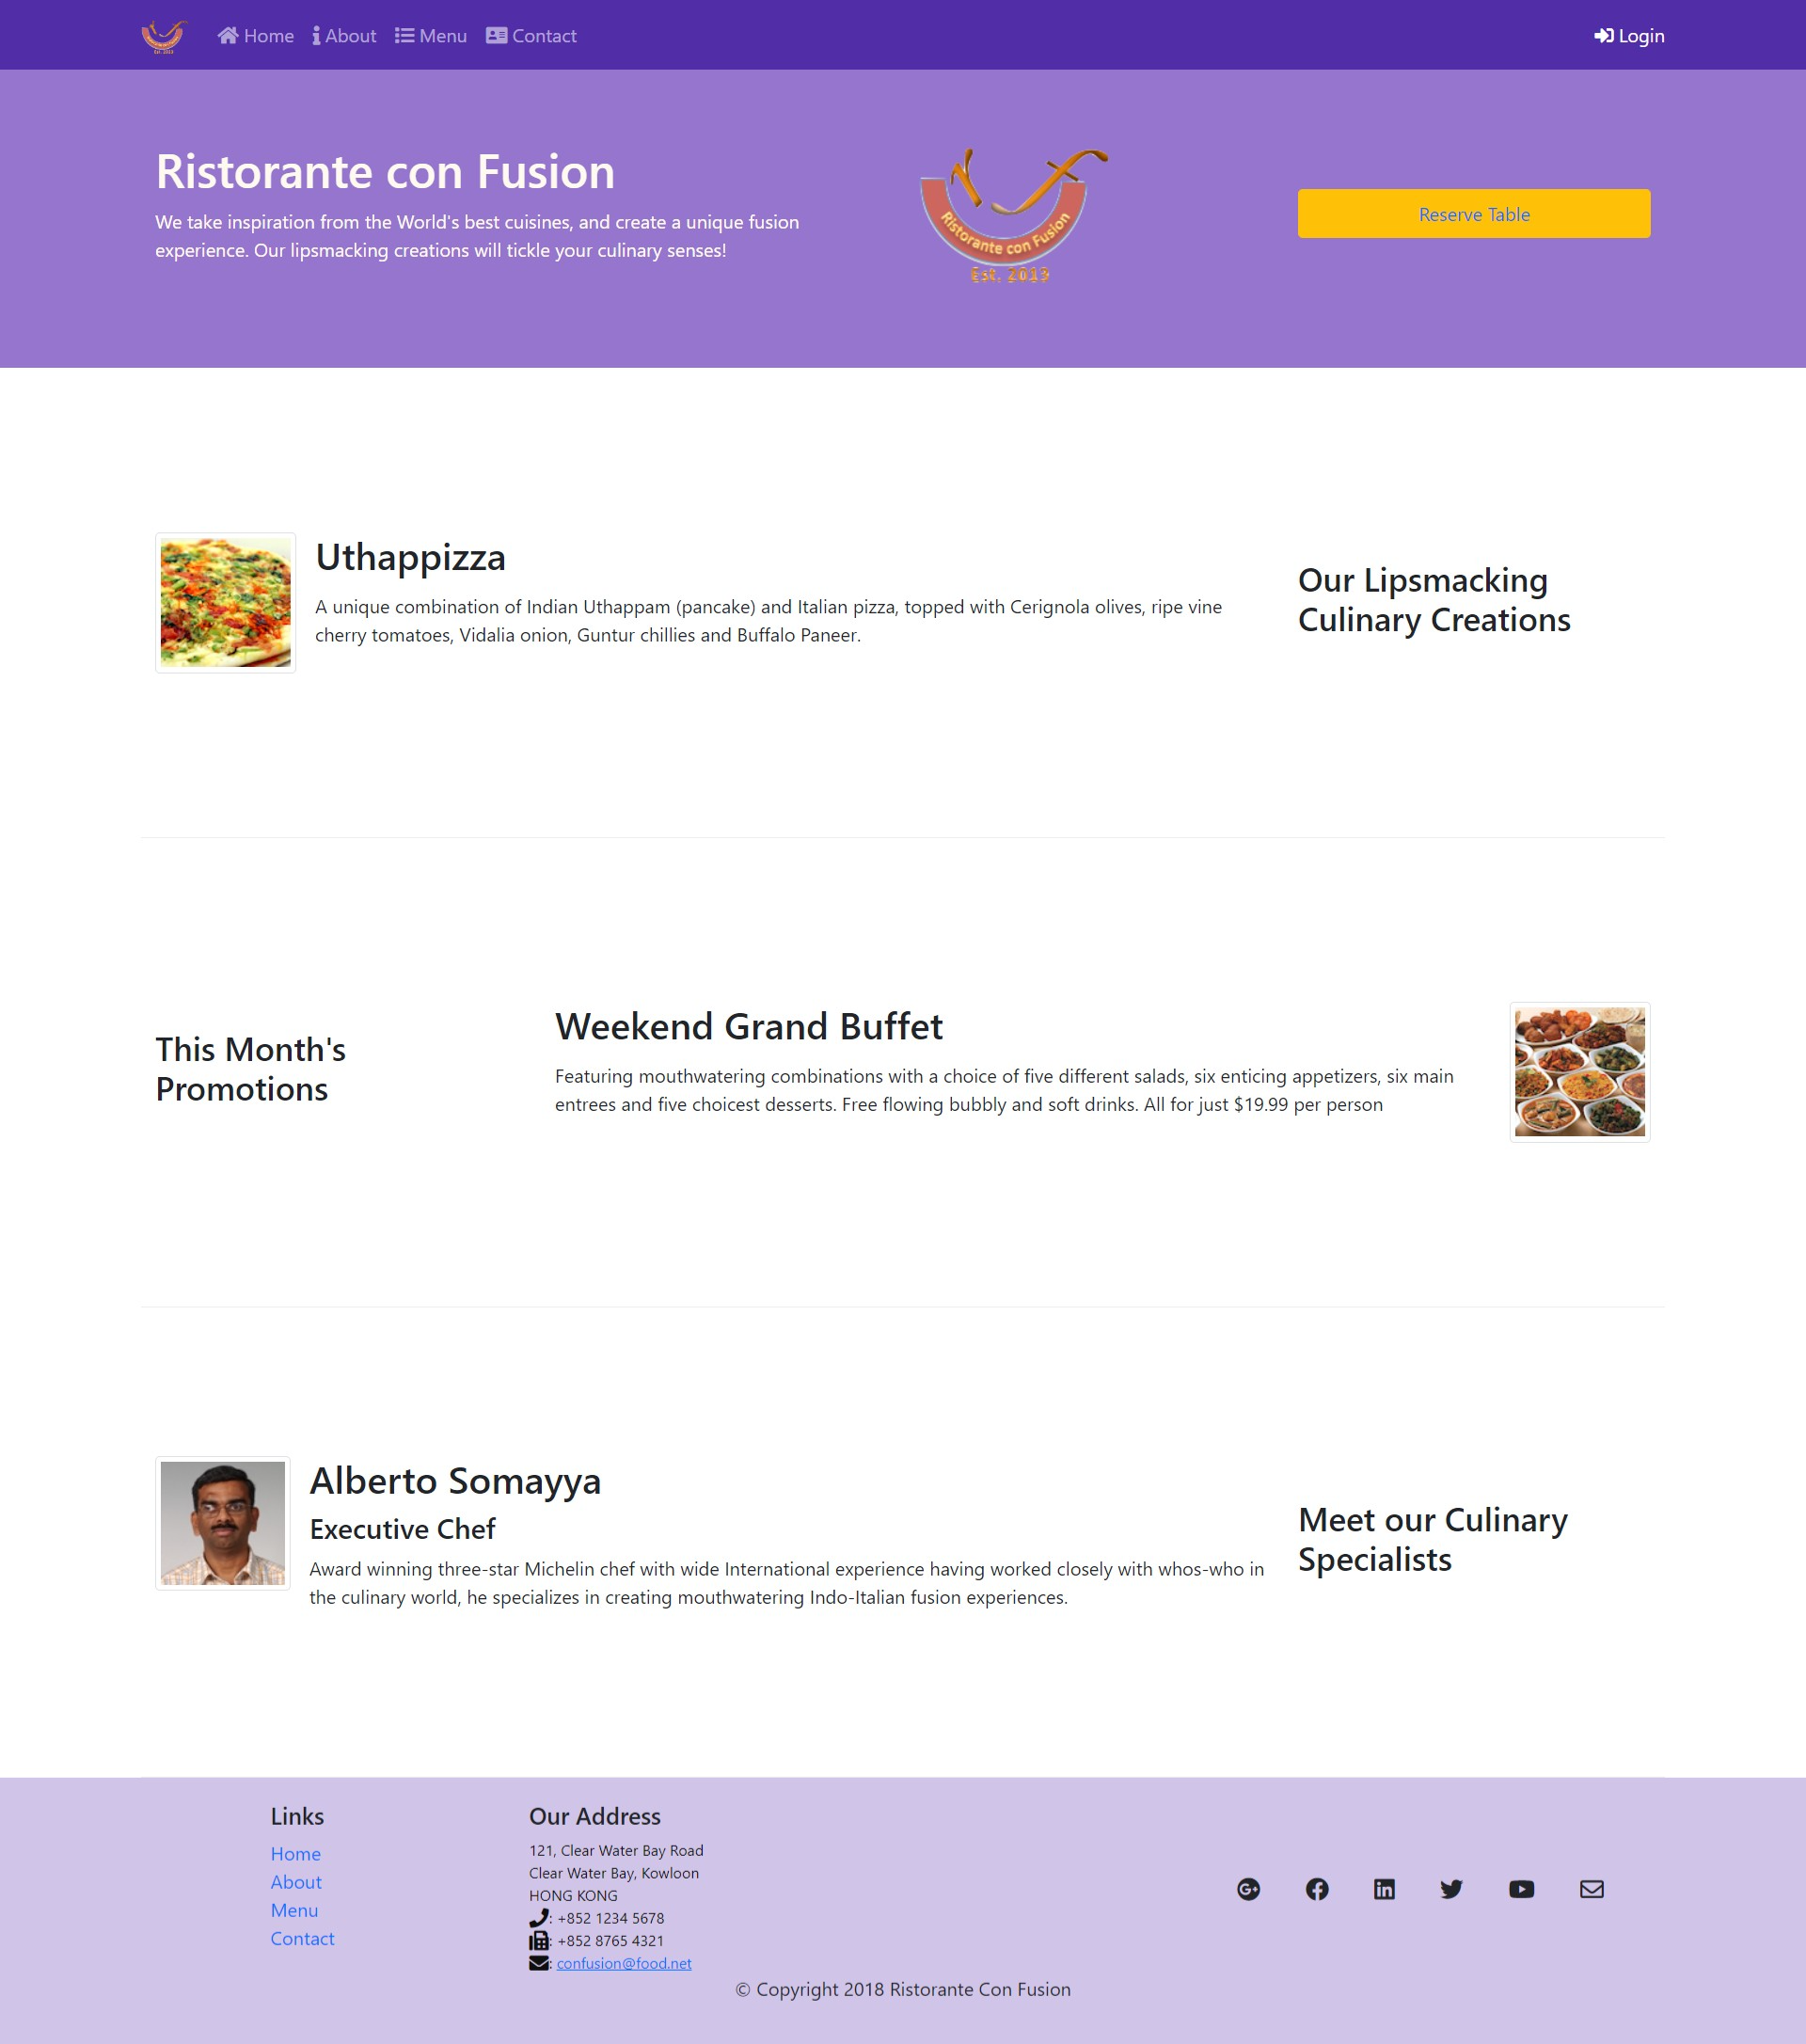 Home About Menu Contact Login
Ristorante con Fusion
We take inspiration from the World's best cuisines, and create a unique fusion
experience. Our lipsmacking creations will tickle your culinary senses!
Ristorante con Fusion
Est. 2013
Reserve Table
Uthappizza
A unique combination of Indian Uthappam (pancake) and Italian pizza, topped with Cerignola olives, ripe vine
cherry tomatoes, Vidalia onion, Guntur chillies and Buffalo Paneer.
Our Lipsmacking
Culinary Creations
This Month's
Promotions
Weekend Grand Buffet
Featuring mouthwatering combinations with a choice of five different salads, six enticing appetizers, six main
entrees and five choicest desserts. Free flowing bubbly and soft drinks. All for just $19.99 per person
Alberto Somayya
Executive Chef
Award winning three-star Michelin chef with wide International experience having worked closely with whos-who in
the culinary world, he specializes in creating mouthwatering Indo-Italian fusion experiences.
Meet our Culinary
Specialists
Links
Home
About
Menu
Contact
Our Address
121, Clear Water Bay Road
Clear Water Bay, Kowloon
HONG KONG
: +852 1234 5678
: +852 8765 4321
: confusion@food.net
© Copyright 2018 Ristorante Con Fusion